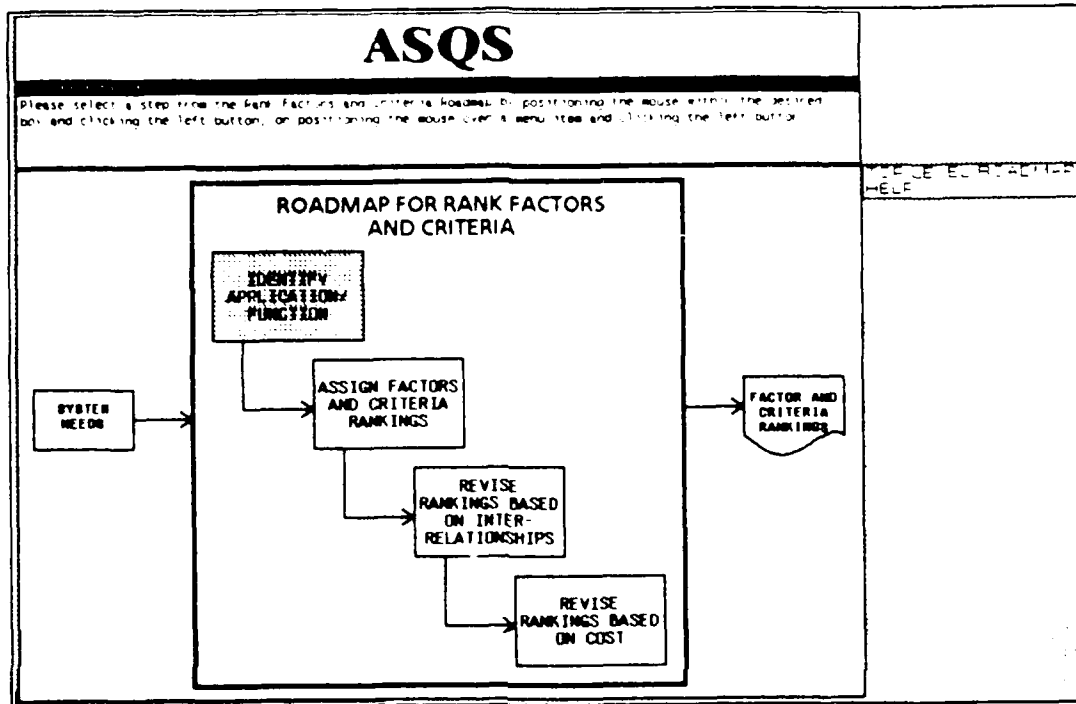 ASQS
Please select a step from the Rank Factors and Criteria Roadmap by positioning the mouse within the desired
box and clicking the left button, or positioning the mouse over a menu item and clicking the left button
TOP LEVEL ROADMAP
HELP
ROADMAP FOR RANK FACTORS
AND CRITERIA
IDENTIFY
APPLICATION/
FUNCTION
ASSIGN FACTORS
AND CRITERIA
RANKINGS
SYSTEM
NEEDS
FACTOR AND
CRITERIA
RANKINGS
REVISE
RANKINGS BASED
ON INTER-
RELATIONSHIPS
REVISE
RANKINGS BASED
ON COST